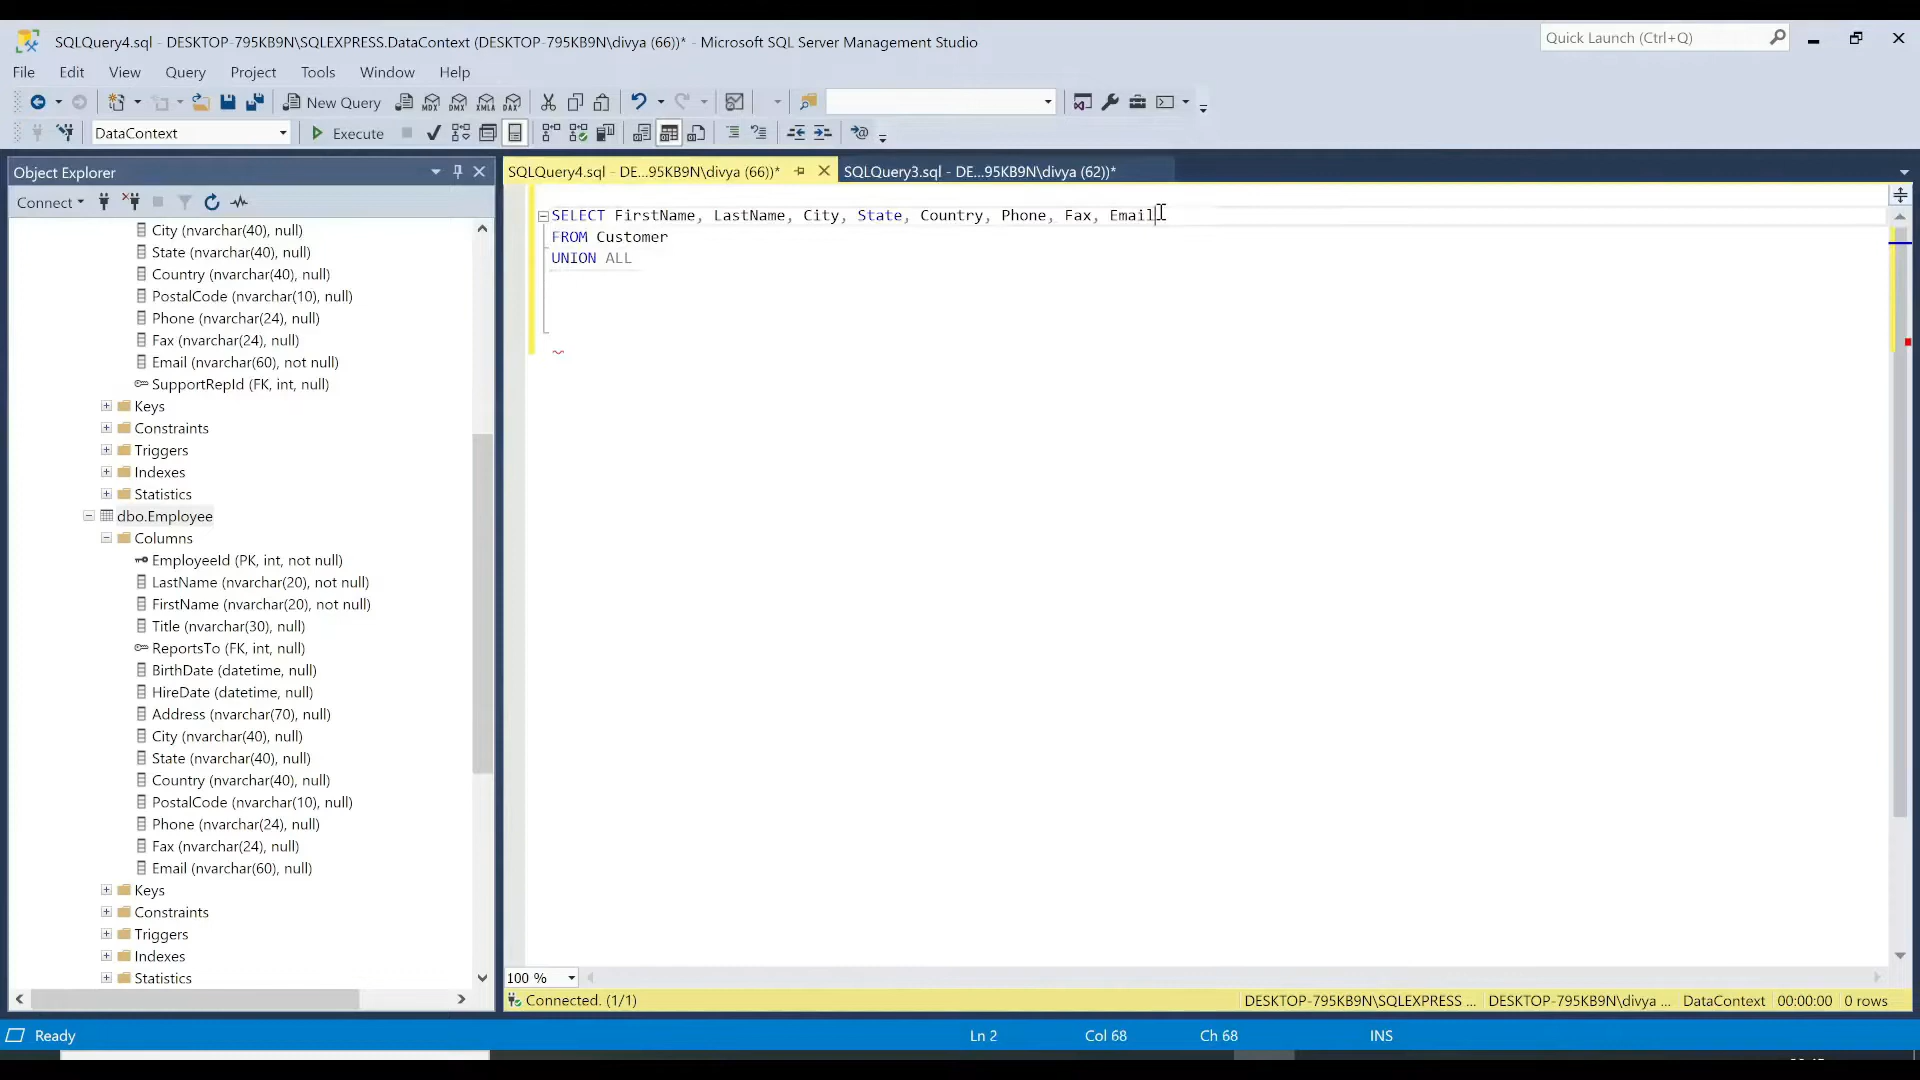 SQLQuery4.sql - DESKTOP-795KB9N\SQLEXPRESS.DataContext (DESKTOP-795KB9N\divya (66))* - Microsoft SQL Server Management Studio
Quick Launch (Ctrl+Q)
File Edit View Query Project Tools Window Help
New Query MDX DMX XMLA DAX
DataContext Execute
Object Explorer
SQLQuery4.sql - DE...95KB9N\divya (66))* SQLQuery3.sql - DE...95KB9N\divya (62))*
Connect
City (nvarchar(40), null)
State (nvarchar(40), null)
Country (nvarchar(40), null)
PostalCode (nvarchar(10), null)
Phone (nvarchar(24), null)
Fax (nvarchar(24), null)
Email (nvarchar(60), not null)
SupportRepId (FK, int, null)
Keys
Constraints
Triggers
Indexes
Statistics
dbo.Employee
Columns
EmployeeId (PK, int, not null)
LastName (nvarchar(20), not null)
FirstName (nvarchar(20), not null)
Title (nvarchar(30), null)
ReportsTo (FK, int, null)
BirthDate (datetime, null)
HireDate (datetime, null)
Address (nvarchar(70), null)
City (nvarchar(40), null)
State (nvarchar(40), null)
Country (nvarchar(40), null)
PostalCode (nvarchar(10), null)
Phone (nvarchar(24), null)
Fax (nvarchar(24), null)
Email (nvarchar(60), null)
Keys
Constraints
Triggers
Indexes
Statistics
SELECT FirstName, LastName, City, State, Country, Phone, Fax, Email
FROM Customer
UNION ALL
100 %
Connected. (1/1) DESKTOP-795KB9N\SQLEXPRESS ... DESKTOP-795KB9N\divya ... DataContext 00:00:00 0 rows
Ready Ln 2 Col 68 Ch 68 INS